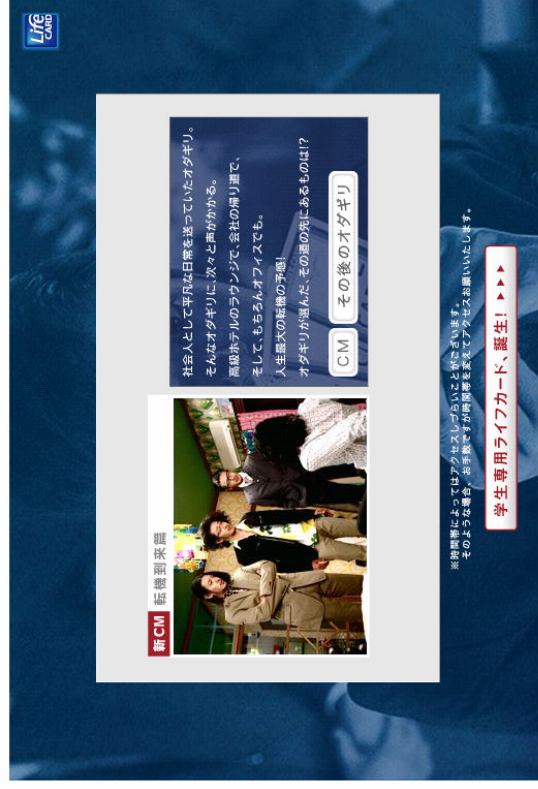 Life
CARD
新CM 転機到来篇
社会人として平凡な日常を送っていたオダギリ。
そんなオダギリに、次々と声がかかる。
高級ホテルのラウンジで、会社の帰り道で、
そして、もちろんオフィスでも。
人生最大の転機の予感!
オダギリが選んだ、その道の先にあるものは!?
CM
その後のオダギリ
※時間帯によってはアクセスしづらいことがございます。
そのような場合、お手数ですが時間帯を変えてアクセスお願いいたします。
学生専用ライフカード、誕生! ▶▶▶